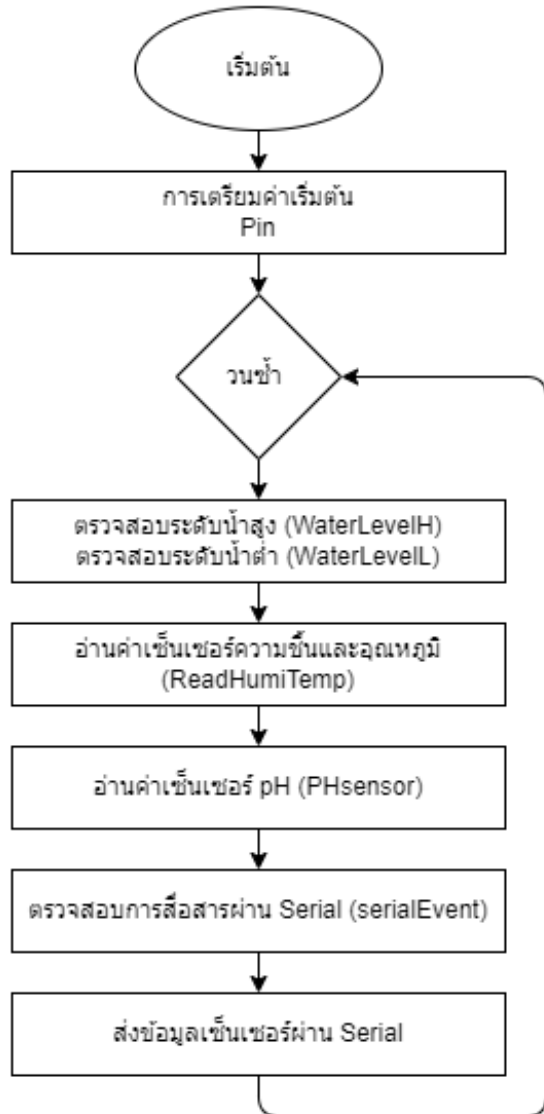 เริ่มต้น
การเตรียมค่าเริ่มต้น
Pin
วนซ้ำ
ตรวจสอบระดับน้ำสูง (WaterLevelH)
ตรวจสอบระดับน้ำต่ำ (WaterLevelL)
อ่านค่าเซ็นเซอร์ความชื้นและอุณหภูมิ
(ReadHumiTemp)
อ่านค่าเซ็นเซอร์ pH (PHsensor)
ตรวจสอบการสื่อสารผ่าน Serial (serialEvent)
ส่งข้อมูลเซ็นเซอร์ผ่าน Serial